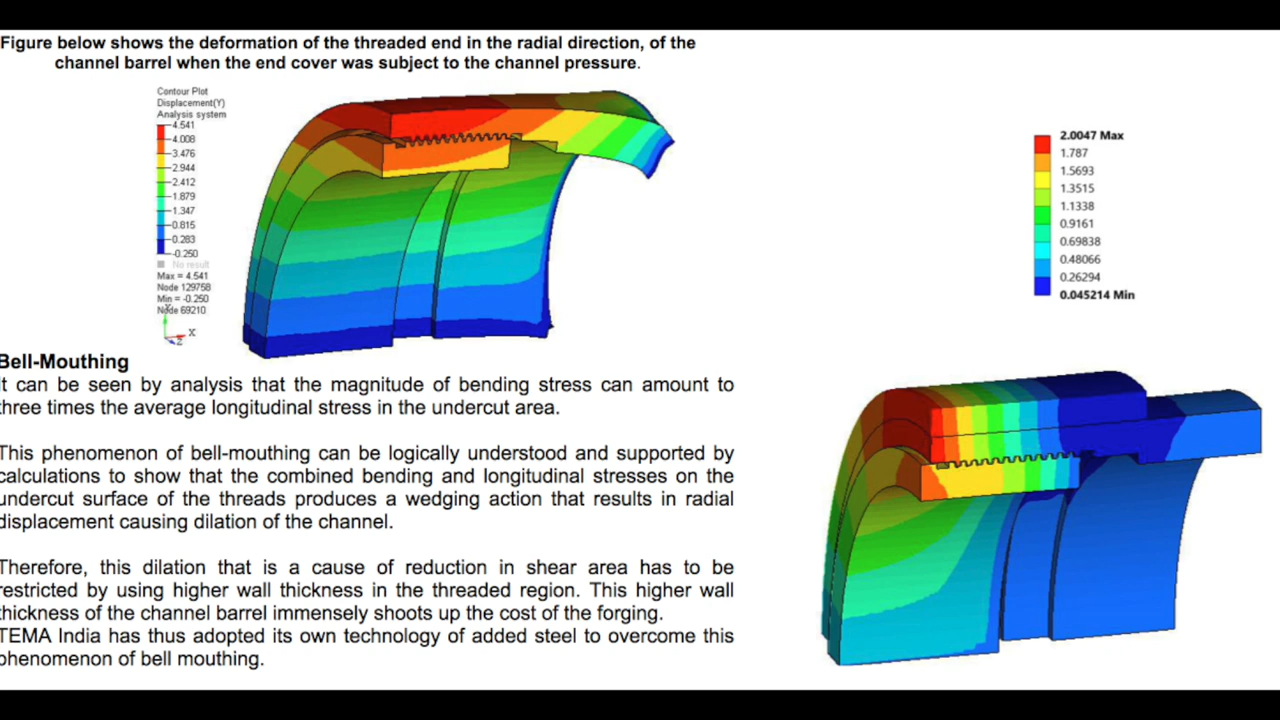 Figure below shows the deformation of the threaded end in the radial direction, of the
channel barrel when the end cover was subject to the channel pressure.
Contour Plot
Displacement(Y)
Analysis system
4.541
4.008
3.476
2.944
2.412
1.879
1.347
0.815
0.283
-0.250
No result
Max = 4.541
Node 129758
Min = -0.250
Node 69210
Y
X
Z
2.0047 Max
1.787
1.5693
1.3515
1.1338
0.9161
0.69838
0.48066
0.26294
0.045214 Min
Bell-Mouthing
It can be seen by analysis that the magnitude of bending stress can amount to
three times the average longitudinal stress in the undercut area.
This phenomenon of bell-mouthing can be logically understood and supported by
calculations to show that the combined bending and longitudinal stresses on the
undercut surface of the threads produces a wedging action that results in radial
displacement causing dilation of the channel.
Therefore, this dilation that is a cause of reduction in shear area has to be
restricted by using higher wall thickness in the threaded region. This higher wall
thickness of the channel barrel immensely shoots up the cost of the forging.
TEMA India has thus adopted its own technology of added steel to overcome this
phenomenon of bell mouthing.